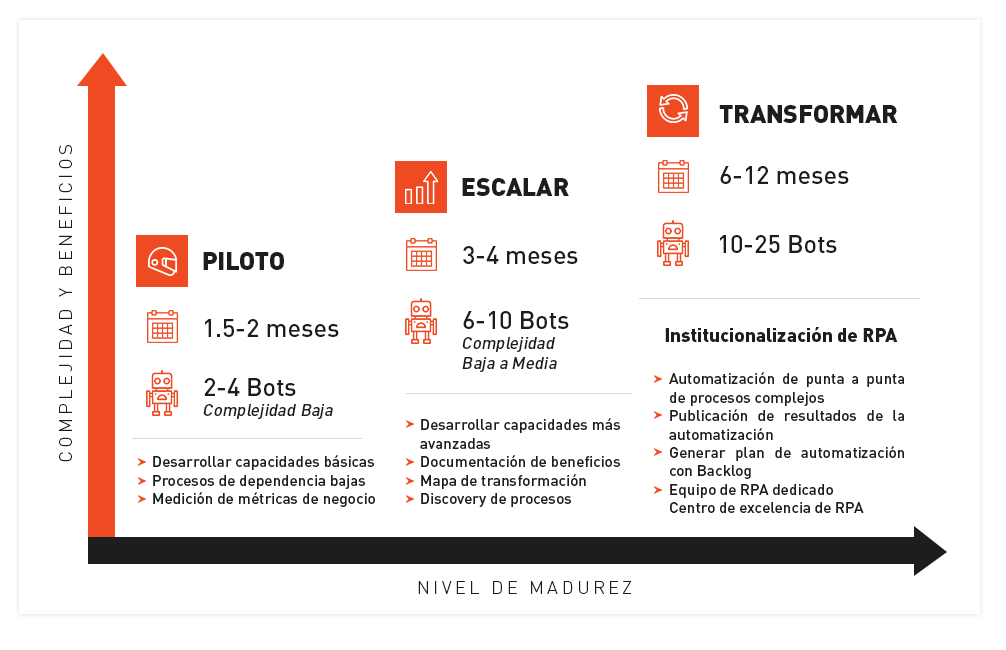 COMPLEJIDAD Y BENEFICIOS
PILOTO
1.5-2 meses
2-4 Bots
Complejidad Baja
Desarrollar capacidades básicas
Procesos de dependencia bajas
Medición de métricas de negocio
ESCALAR
3-4 meses
6-10 Bots
Complejidad
Baja a Media
Desarrollar capacidades más
avanzadas
Documentación de beneficios
Mapa de transformación
Discovery de procesos
TRANSFORMAR
6-12 meses
10-25 Bots
Institucionalización de RPA
Automatización de punta a punta
de procesos complejos
Publicación de resultados de la
automatización
Generar plan de automatización
con Backlog
Equipo de RPA dedicado
Centro de excelencia de RPA
NIVEL DE MADUREZ